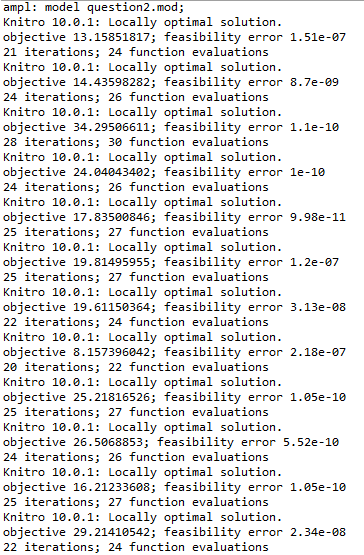 ampl: model question2.mod;
Knitro 10.0.1: Locally optimal solution.
objective 13.15851817; feasibility error 1.51e-07
21 iterations; 24 function evaluations
Knitro 10.0.1: Locally optimal solution.
objective 14.43598282; feasibility error 8.7e-09
24 iterations; 26 function evaluations
Knitro 10.0.1: Locally optimal solution.
objective 34.29506611; feasibility error 1.1e-10
28 iterations; 30 function evaluations
Knitro 10.0.1: Locally optimal solution.
objective 24.04043402; feasibility error 1e-10
24 iterations; 26 function evaluations
Knitro 10.0.1: Locally optimal solution.
objective 17.83500846; feasibility error 9.98e-11
25 iterations; 27 function evaluations
Knitro 10.0.1: Locally optimal solution.
objective 19.81495955; feasibility error 1.2e-07
25 iterations; 27 function evaluations
Knitro 10.0.1: Locally optimal solution.
objective 19.61150364; feasibility error 3.13e-08
22 iterations; 24 function evaluations
Knitro 10.0.1: Locally optimal solution.
objective 8.157396042; feasibility error 2.18e-07
20 iterations; 22 function evaluations
Knitro 10.0.1: Locally optimal solution.
objective 25.21816526; feasibility error 1.05e-10
25 iterations; 27 function evaluations
Knitro 10.0.1: Locally optimal solution.
objective 26.5068853; feasibility error 5.52e-10
24 iterations; 26 function evaluations
Knitro 10.0.1: Locally optimal solution.
objective 16.21233608; feasibility error 1.05e-10
25 iterations; 27 function evaluations
Knitro 10.0.1: Locally optimal solution.
objective 29.21410542; feasibility error 2.34e-08
22 iterations; 24 function evaluations